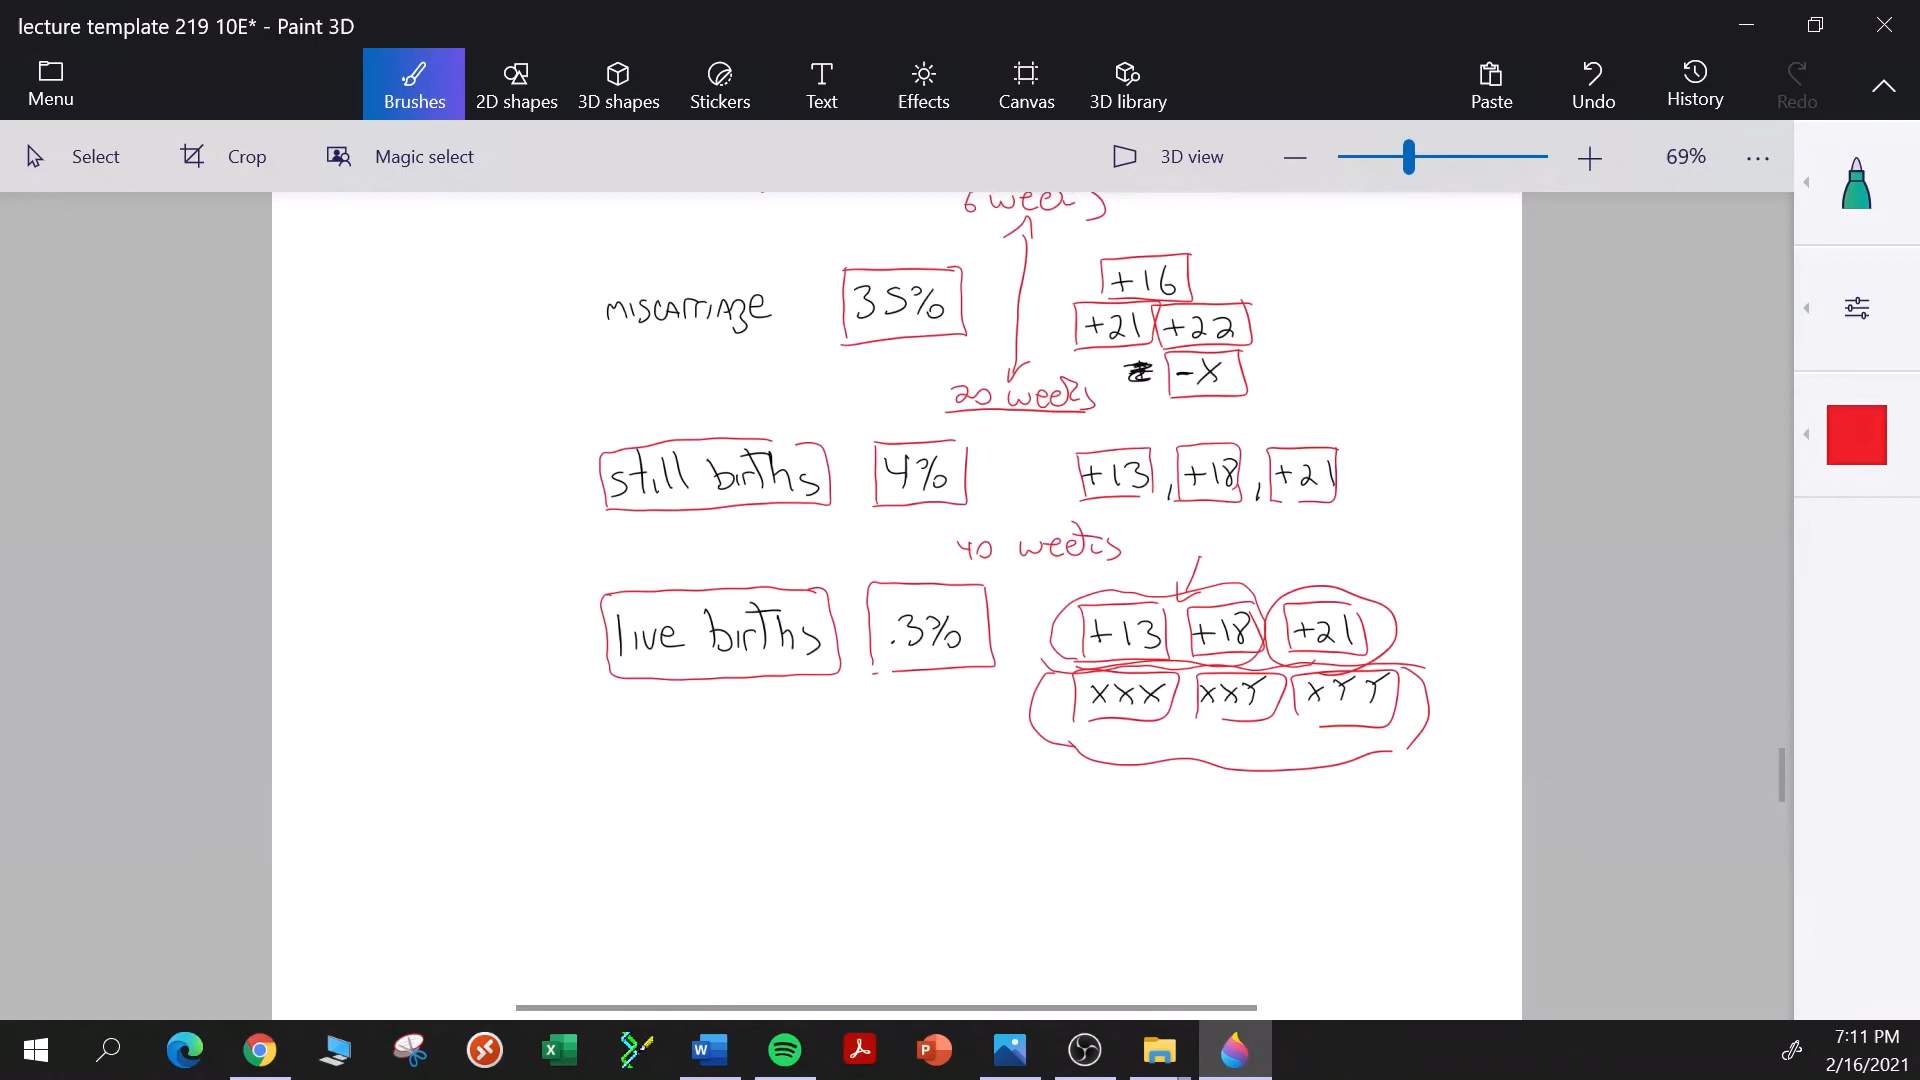 lecture template 219 10E* - Paint 3D
Menu
Brushes
2D shapes
3D shapes
Stickers
Text
Effects
Canvas
3D library
Paste
Undo
History
Redo
Select
Crop
Magic select
3D view
69%
6 weeks
miscarriage 35% +16
+21 +22
-X
20 weeks
still births 4% +13, +18, +21
40 weeks
live births .3% +13 +18 +21
XXX XXY XYY
7:11 PM
2/16/2021